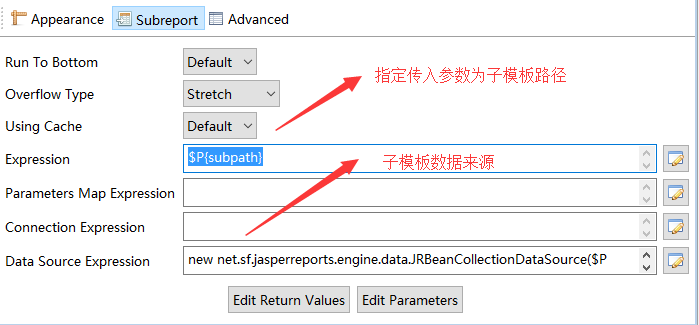 Appearance Subreport Advanced
Run To Bottom Default
指定传入参数为子模板路径
Overflow Type Stretch
Using Cache Default
Expression $P{subpath}
子模板数据来源
Parameters Map Expression
Connection Expression
Data Source Expression new net.sf.jasperreports.engine.data.JRBeanCollectionDataSource($P
Edit Return Values Edit Parameters